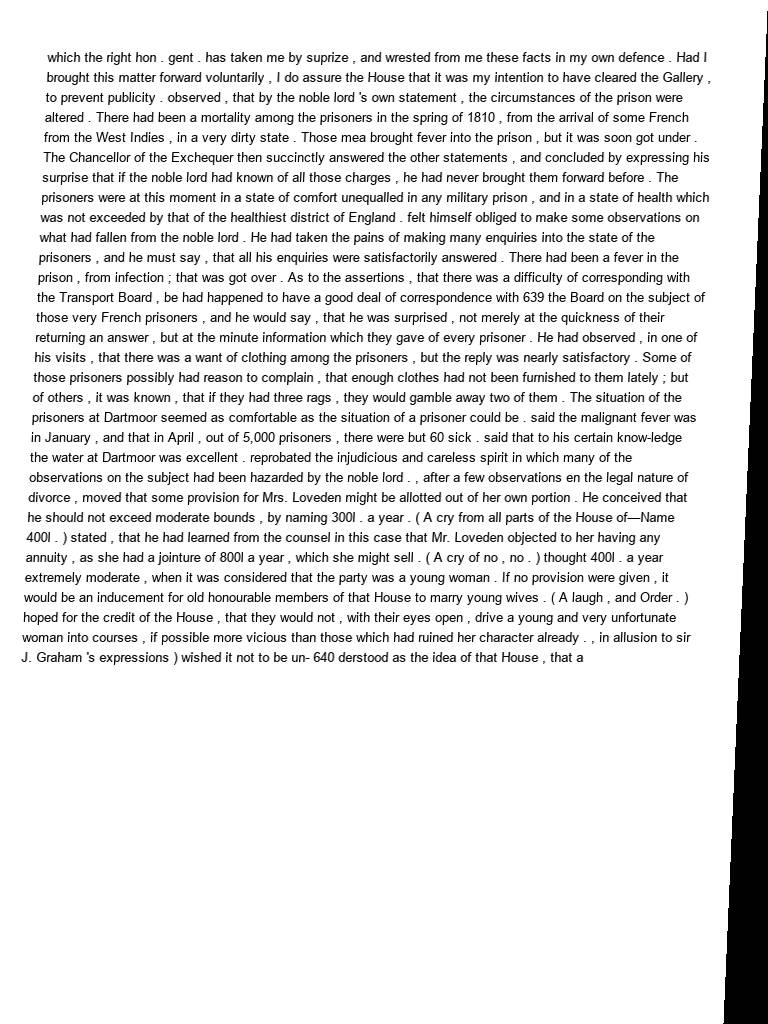 which the right hon . gent . has taken me by suprize , and wrested from me these facts in my own defence . Had I
brought this matter forward voluntarily , I do assure the House that it was my intention to have cleared the Gallery ,
to prevent publicity . observed , that by the noble lord 's own statement , the circumstances of the prison were
altered . There had been a mortality among the prisoners in the spring of 1810 , from the arrival of some French
from the West Indies , in a very dirty state . Those mea brought fever into the prison , but it was soon got under .
The Chancellor of the Exchequer then succinctly answered the other statements , and concluded by expressing his
surprise that if the noble lord had known of all those charges , he had never brought them forward before . The
prisoners were at this moment in a state of comfort unequalled in any military prison , and in a state of health which
was not exceeded by that of the healthiest district of England . felt himself obliged to make some observations on
what had fallen from the noble lord . He had taken the pains of making many enquiries into the state of the
prisoners , and he must say , that all his enquiries were satisfactorily answered . There had been a fever in the
prison , from infection ; that was got over . As to the assertions , that there was a difficulty of corresponding with
the Transport Board , be had happened to have a good deal of correspondence with 639 the Board on the subject of
those very French prisoners , and he would say , that he was surprised , not merely at the quickness of their
returning an answer , but at the minute information which they gave of every prisoner . He had observed , in one of
his visits , that there was a want of clothing among the prisoners , but the reply was nearly satisfactory . Some of
those prisoners possibly had reason to complain , that enough clothes had not been furnished to them lately ; but
of others , it was known , that if they had three rags , they would gamble away two of them . The situation of the
prisoners at Dartmoor seemed as comfortable as the situation of a prisoner could be . said the malignant fever was
in January , and that in April , out of 5,000 prisoners , there were but 60 sick . said that to his certain know-ledge
the water at Dartmoor was excellent . reprobated the injudicious and careless spirit in which many of the
observations on the subject had been hazarded by the noble lord . , after a few observations en the legal nature of
divorce , moved that some provision for Mrs. Loveden might be allotted out of her own portion . He conceived that
he should not exceed moderate bounds , by naming 300l . a year . ( A cry from all parts of the House of—Name
400l . ) stated , that he had learned from the counsel in this case that Mr. Loveden objected to her having any
annuity , as she had a jointure of 800l a year , which she might sell . ( A cry of no , no . ) thought 400l . a year
extremely moderate , when it was considered that the party was a young woman . If no provision were given , it
would be an inducement for old honourable members of that House to marry young wives . ( A laugh , and Order . )
hoped for the credit of the House , that they would not , with their eyes open , drive a young and very unfortunate
woman into courses , if possible more vicious than those which had ruined her character already . , in allusion to sir
J. Graham 's expressions ) wished it not to be un- 640 derstood as the idea of that House , that a